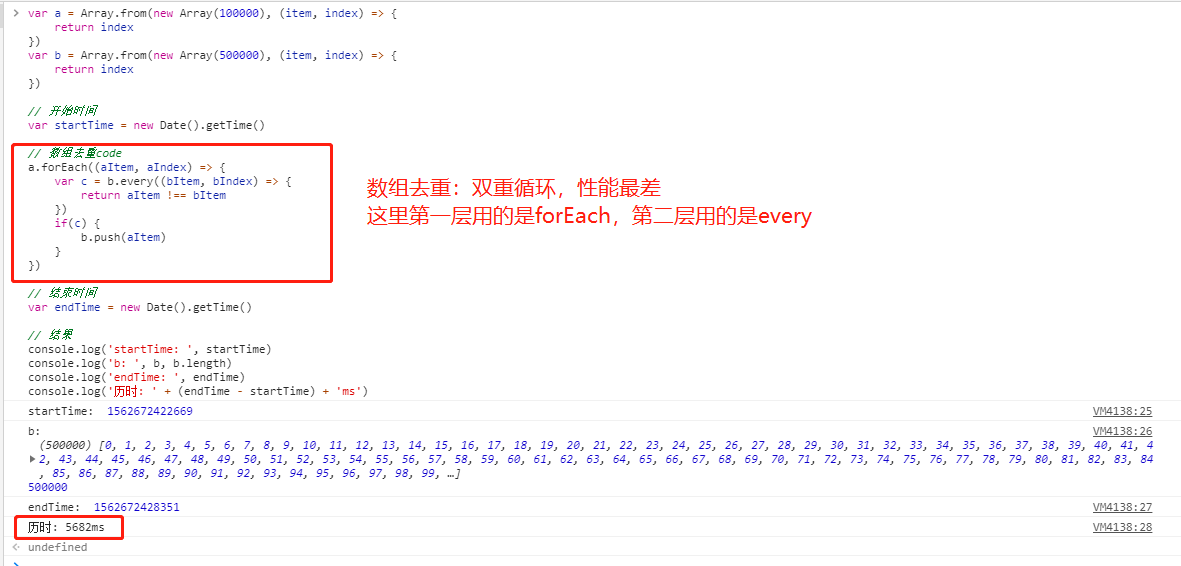 var a = Array.from(new Array(100000), (item, index) => {
    return index
})
var b = Array.from(new Array(500000), (item, index) => {
    return index
})

// 开始时间
var startTime = new Date().getTime()

// 数组去重code
a.forEach((aItem, aIndex) => {
    var c = b.every((bItem, bIndex) => {
        return aItem !== bItem
    })
    if(c) {
        b.push(aItem)
    }
})
数组去重：双重循环，性能最差
这里第一层用的是forEach，第二层用的是every

// 结束时间
var endTime = new Date().getTime()

// 结果
console.log('startTime: ', startTime)
console.log('b: ', b, b.length)
console.log('endTime: ', endTime)
console.log('历时: ' + (endTime - startTime) + 'ms')
startTime:  1562672422669 VM4138:25
b: VM4138:26
(500000) [0, 1, 2, 3, 4, 5, 6, 7, 8, 9, 10, 11, 12, 13, 14, 15, 16, 17, 18, 19, 20, 21, 22, 23, 24, 25, 26, 27, 28, 29, 30, 31, 32, 33, 34, 35, 36, 37, 38, 39, 40, 41, 4
2, 43, 44, 45, 46, 47, 48, 49, 50, 51, 52, 53, 54, 55, 56, 57, 58, 59, 60, 61, 62, 63, 64, 65, 66, 67, 68, 69, 70, 71, 72, 73, 74, 75, 76, 77, 78, 79, 80, 81, 82, 83, 84
, 85, 86, 87, 88, 89, 90, 91, 92, 93, 94, 95, 96, 97, 98, 99, …]
500000
endTime:  1562672428351 VM4138:27
历时: 5682ms VM4138:28
undefined